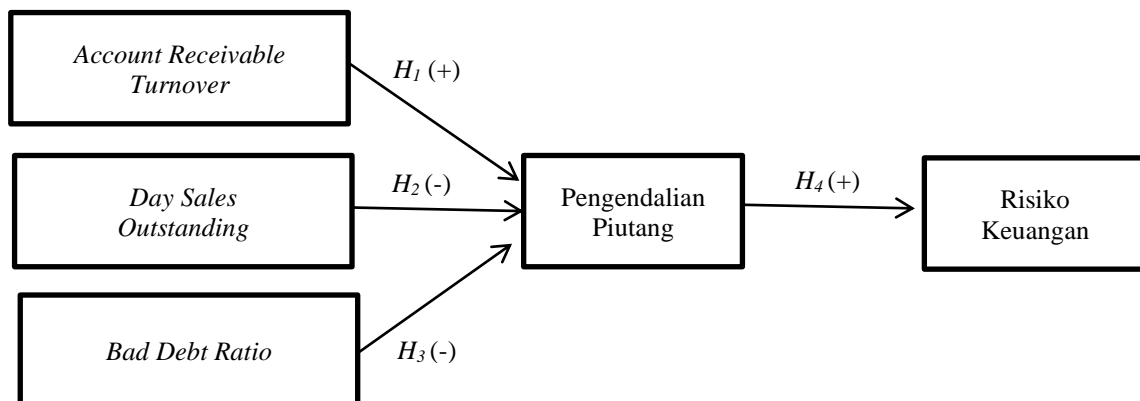 Account Receivable
Turnover
H1 (+)
Day Sales
Outstanding
H2 (-)
Bad Debt Ratio
H3 (-)
Pengendalian
Piutang
H4 (+)
Risiko
Keuangan